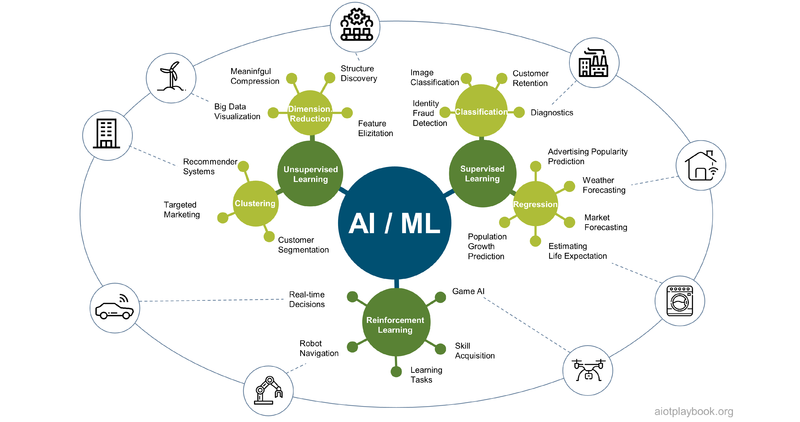 Meaninfgul
Compression
Structure
Discovery
Big Data
Visualization
Dimension.
Reduction
Feature
Elizitation
Image
Classification
Customer
Retention
Identity
Fraud
Detection
Classification
Diagnostics
Recommender
Systems
Unsupervised
Learning
Supervised
Learning
Advertising Popularity
Prediction
Weather
Forecasting
Targeted
Marketing
Clustering
Regression
Market
Forecasting
Customer
Segmentation
AI / ML
Population
Growth
Prediction
Estimating
Life Expectation
Real-time
Decisions
Game AI
Reinforcement
Learning
Robot
Navigation
Skill
Acquisition
Learning
Tasks
aiotplaybook.org